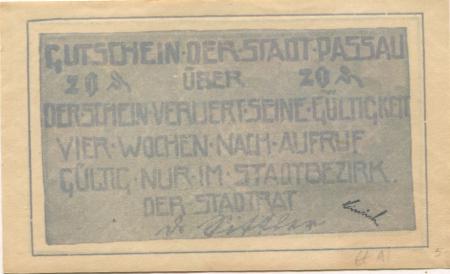 GUTSCHEIN·DER·STADT·PASSAU
20 ₰ ÜBER 20 ₰
DER·SCHEIN·VERLIERT·SEINE·GÜLTIGKEIT
VIER·WOCHEN·NACH·AUFRUF
GÜLTIG·NUR·IM·STADTBEZIRK.
DER STADTRAT